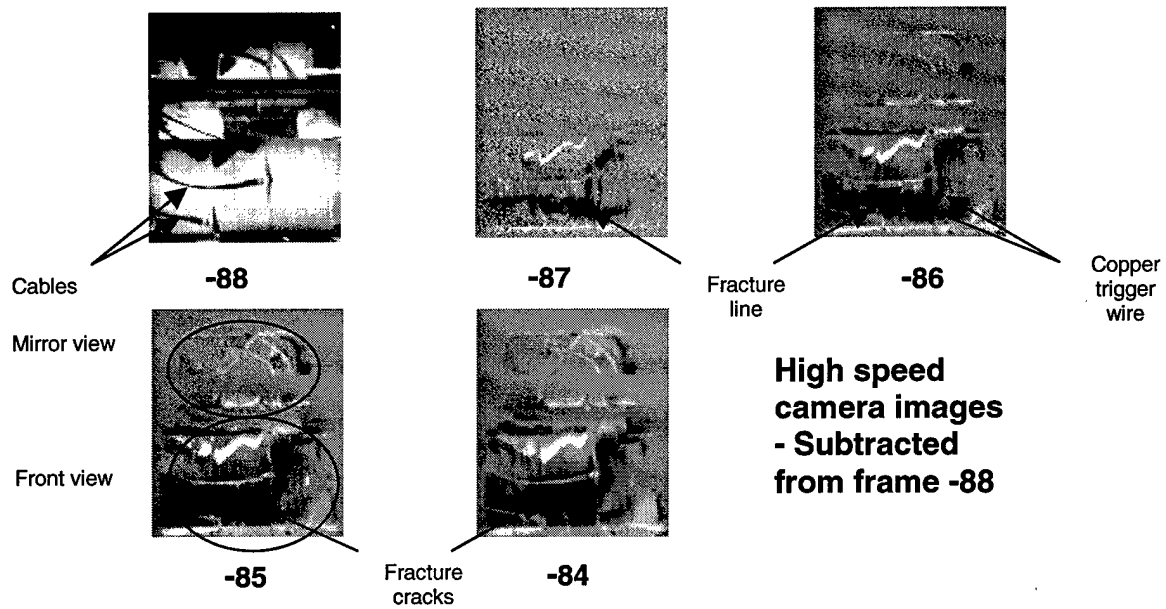 -88
-87
-86
Cables
Fracture
line
Copper
trigger
wire
Mirror view
Front view
High speed
camera images
- Subtracted
from frame -88
-85
-84
Fracture
cracks